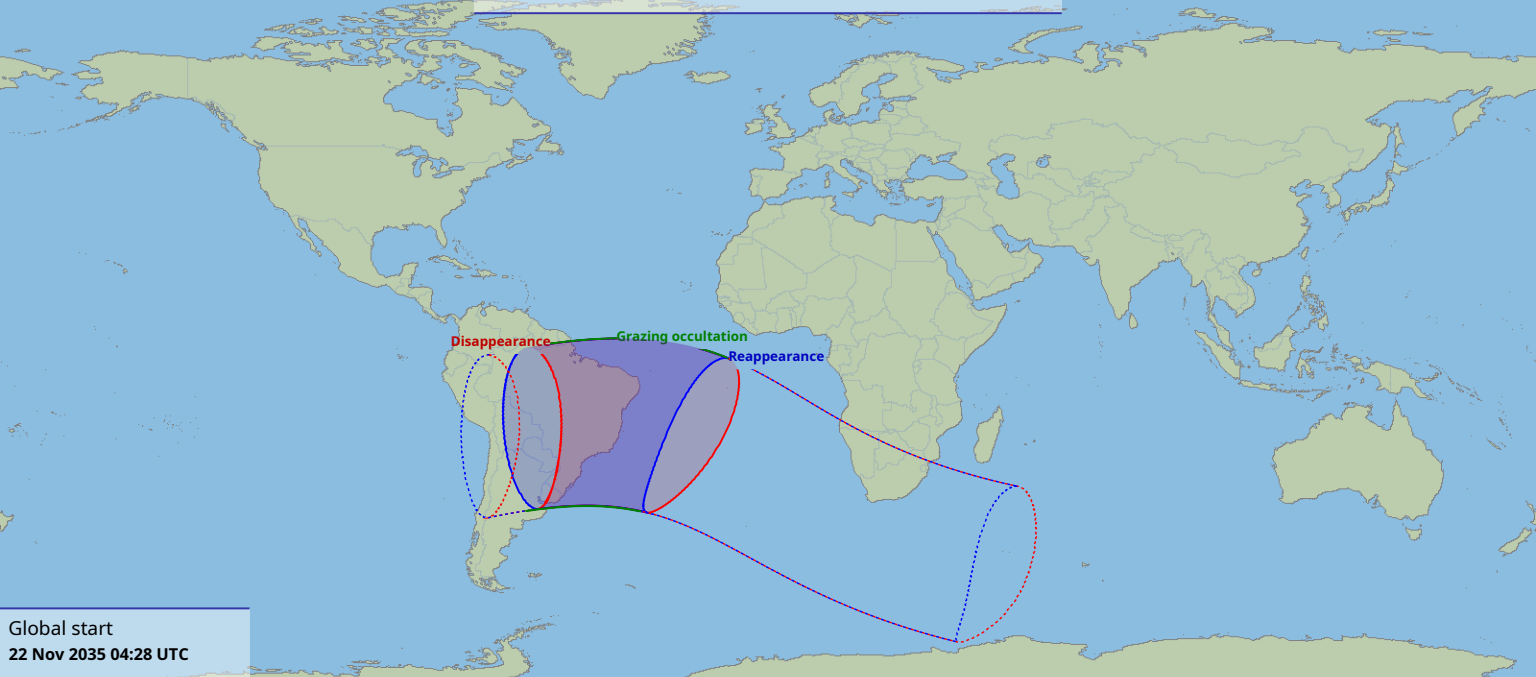 Grazing occultation
Disappearance
Reappearance
Global start
22 Nov 2035 04:28 UTC